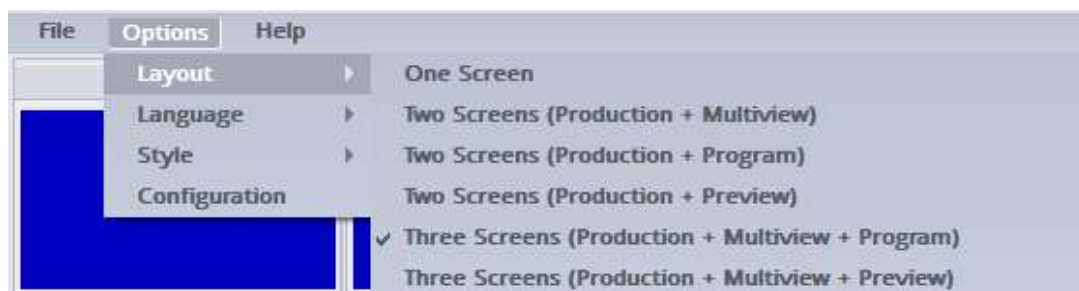 File Options Help
Layout One Screen
Language Two Screens (Production + Multiview)
Style Two Screens (Production + Program)
Configuration Two Screens (Production + Preview)
Three Screens (Production + Multiview + Program)
Three Screens (Production + Multiview + Preview)